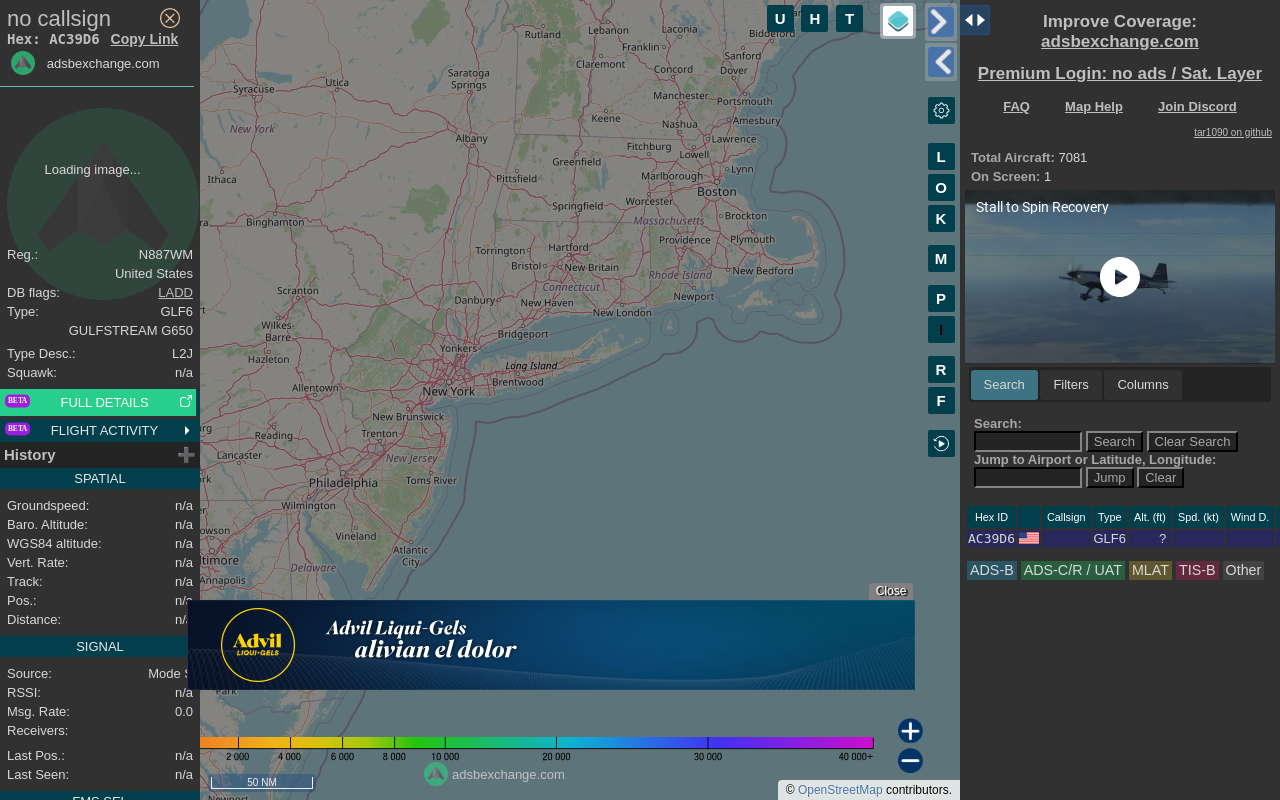 no callsign
Hex: AC39D6 Copy Link
adsbexchange.com
Loading image...
Reg.: N887WM
United States
DB flags: LADD
Type: GLF6
GULFSTREAM G650
Type Desc.: L2J
Squawk: n/a
BETA FULL DETAILS
BETA FLIGHT ACTIVITY
History
SPATIAL
Groundspeed: n/a
Baro. Altitude: n/a
WGS84 altitude: n/a
Vert. Rate: n/a
Track: n/a
Pos.: n/a
Distance:
SIGNAL
Source: Mode S
RSSI: n/a
Msg. Rate: 0.0
Receivers:
Last Pos.: n/a
Last Seen: n/a
FMS SEL
U H T
L
O
K
M
P
I
R
F
Rutland
Lebanon
Laconia
Biddeford
Franklin
Sanford
Claremont
Dover
Concord
Utica
Saratoga
Springs
Syracuse
Manchester
Portsmouth
Keene
Amesbury
New York
Nashua
Albany
Lawrence
Fitchburg
Lowell
Greenfield
Lynn
Ithaca
Pittsfield
Marlborough
Boston
Worcester
Springfield
Brockton
Binghamton
Massachusetts
Providence
Plymouth
Torrington
Hartford
Bristol
New Britain
New Bedford
Rhode Island
Connecticut
Newport
Scranton
Danbury
New Haven
New London
Wilkes-
Barre
Bridgeport
Yonkers
Hazleton
Long Island
Brentwood
Allentown
New York
New Brunswick
Reading
Trenton
Lancaster
New Jersey
Philadelphia
Toms River
Wilmington
Vineland
Atlantic
City
Delaware
Annapolis
Close
Advil
LIQUI-GELS
Advil Liqui-Gels
alivian el dolor
Park
2 000 4 000 6 000 8 000 10 000 20 000 30 000 40 000+
adsbexchange.com
50 NM
Newport
© OpenStreetMap contributors.
Improve Coverage:
adsbexchange.com
Premium Login: no ads / Sat. Layer
FAQ Map Help Join Discord
tar1090 on github
Total Aircraft: 7081
On Screen: 1
Stall to Spin Recovery
Search Filters Columns
Search:
Search Clear Search
Jump to Airport or Latitude, Longitude:
Jump Clear
Hex ID Callsign Type Alt. (ft) Spd. (kt) Wind D.
AC39D6 GLF6 ?
ADS-B ADS-C/R / UAT MLAT TIS-B Other